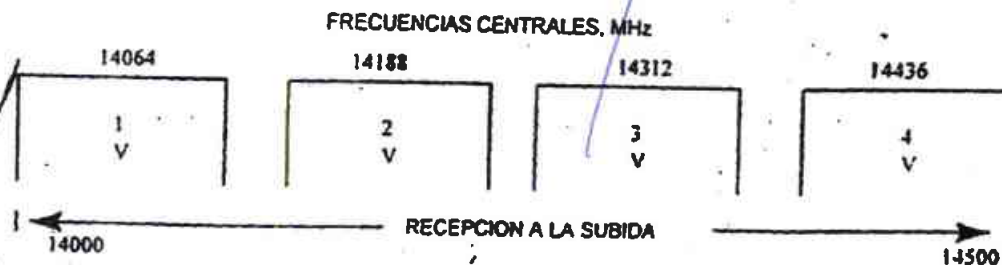 FRECUENCIAS CENTRALES, MHz
14064 14188 14312 14436
1 2 3 4
V V V V
RECEPCION A LA SUBIDA
14000 14500